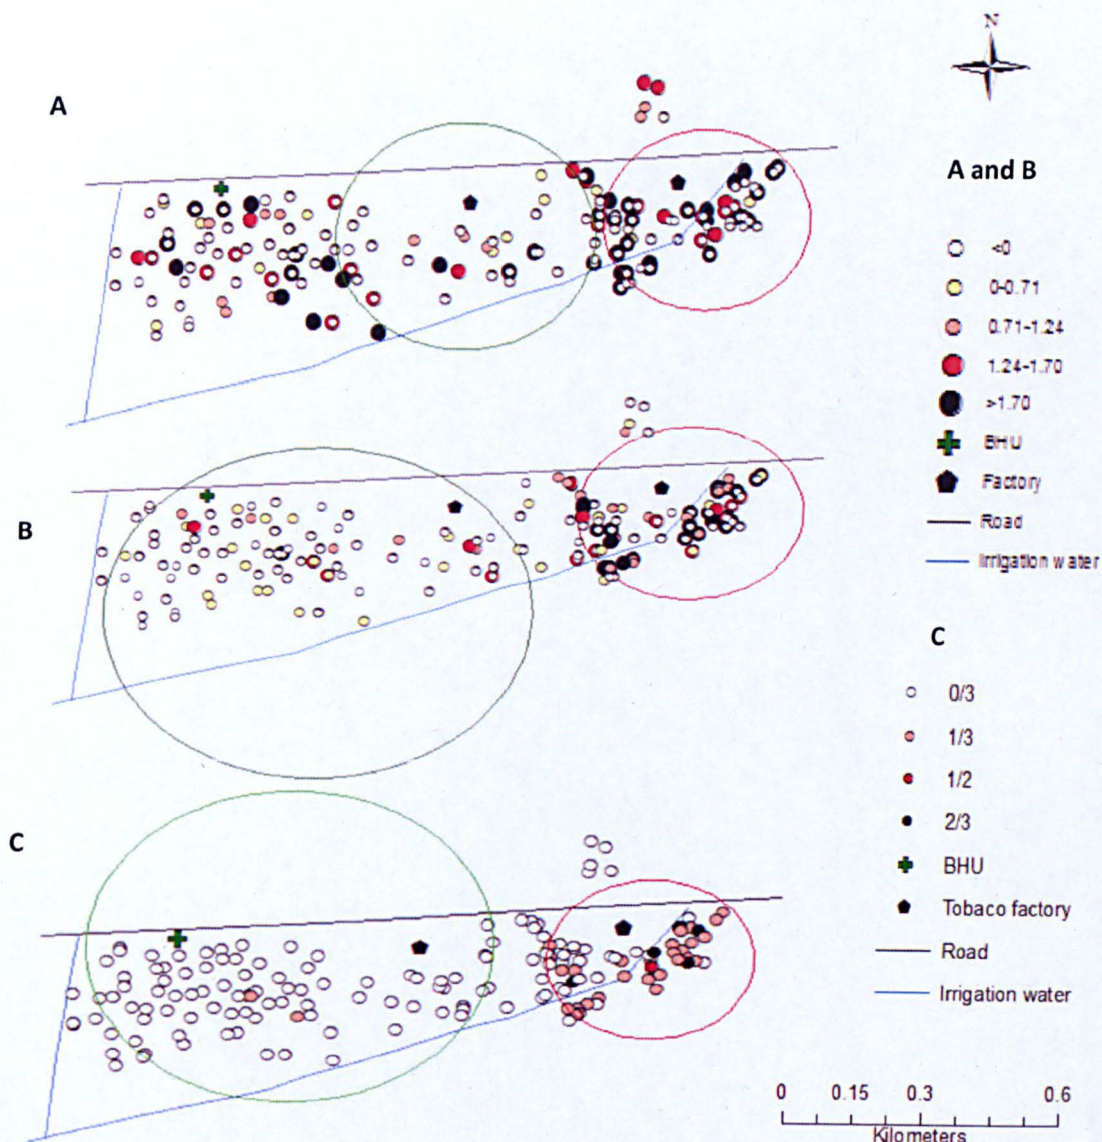 N
A
A and B
<0
0-0.71
0.71-1.24
1.24-1.70
>1.70
BHU
Factory
Road
Irrigation water
B
C
0/3
1/3
1/2
2/3
BHU
Tobaco factory
Road
Irrigation water
C
0 0.15 0.3 0.6
Kilometers